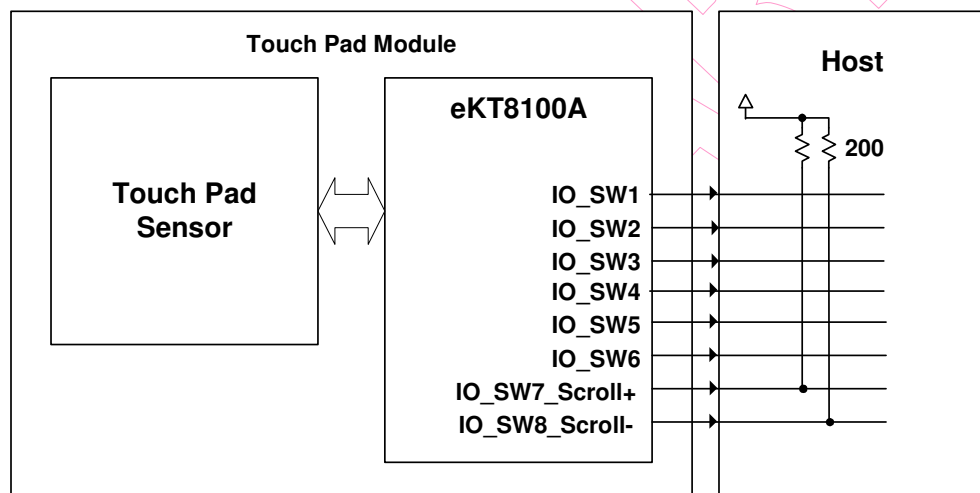 Touch Pad Module
Host
eKT8100A
200
Touch Pad
Sensor
IO_SW1
IO_SW2
IO_SW3
IO_SW4
IO_SW5
IO_SW6
IO_SW7_Scroll+
IO_SW8_Scroll-